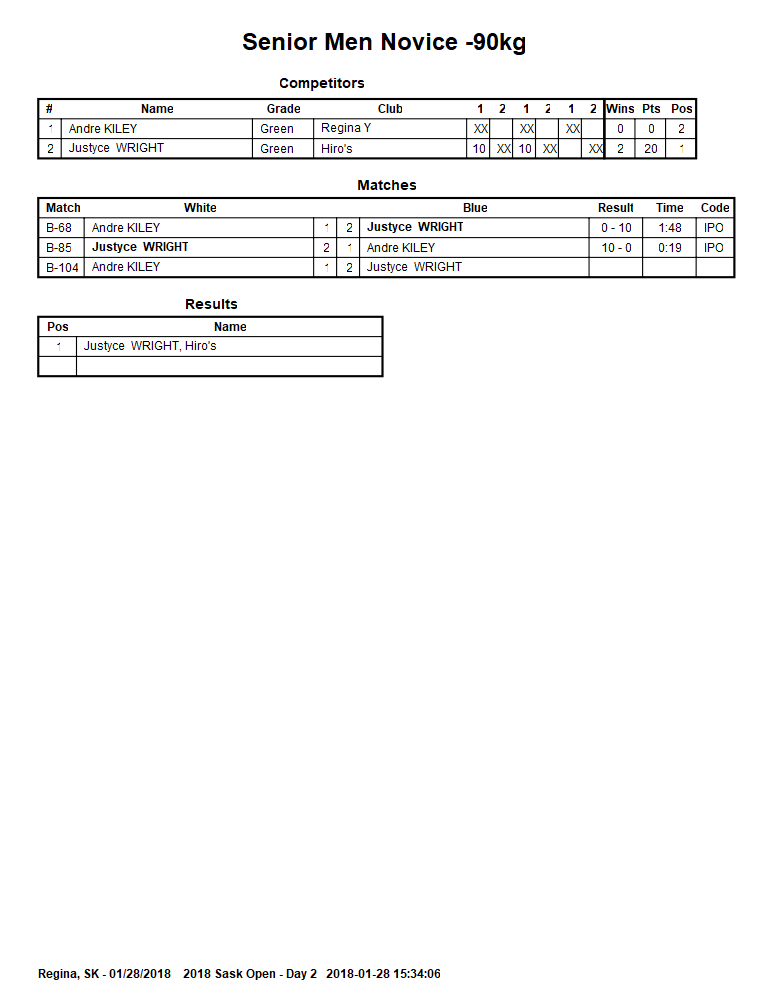 Senior Men Novice -90kg
Competitors
# Name Grade Club 1 2 1 2 1 2 Wins Pts Pos
1 Andre KILEY Green Regina Y XX XX XX 0 0 2
2 Justyce WRIGHT Green Hiro's 10 XX 10 XX XX 2 20 1
Matches
Match White Blue Result Time Code
B-68 Andre KILEY 1 2 Justyce WRIGHT 0 - 10 1:48 IPO
B-85 Justyce WRIGHT 2 1 Andre KILEY 10 - 0 0:19 IPO
B-104 Andre KILEY 1 2 Justyce WRIGHT
Results
Pos Name
1 Justyce WRIGHT, Hiro's
Regina, SK - 01/28/2018 2018 Sask Open - Day 2 2018-01-28 15:34:06